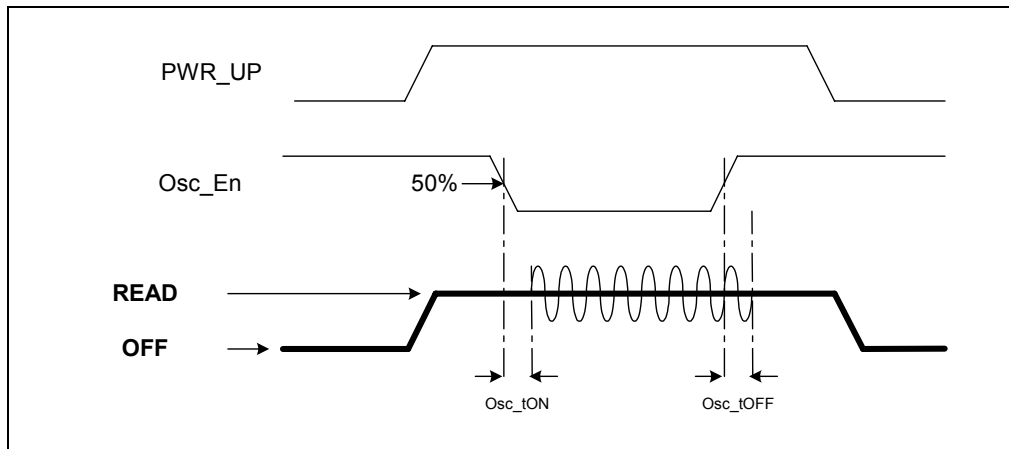 PWR_UP
Osc_En
50%
READ
OFF
Osc_tON
Osc_tOFF